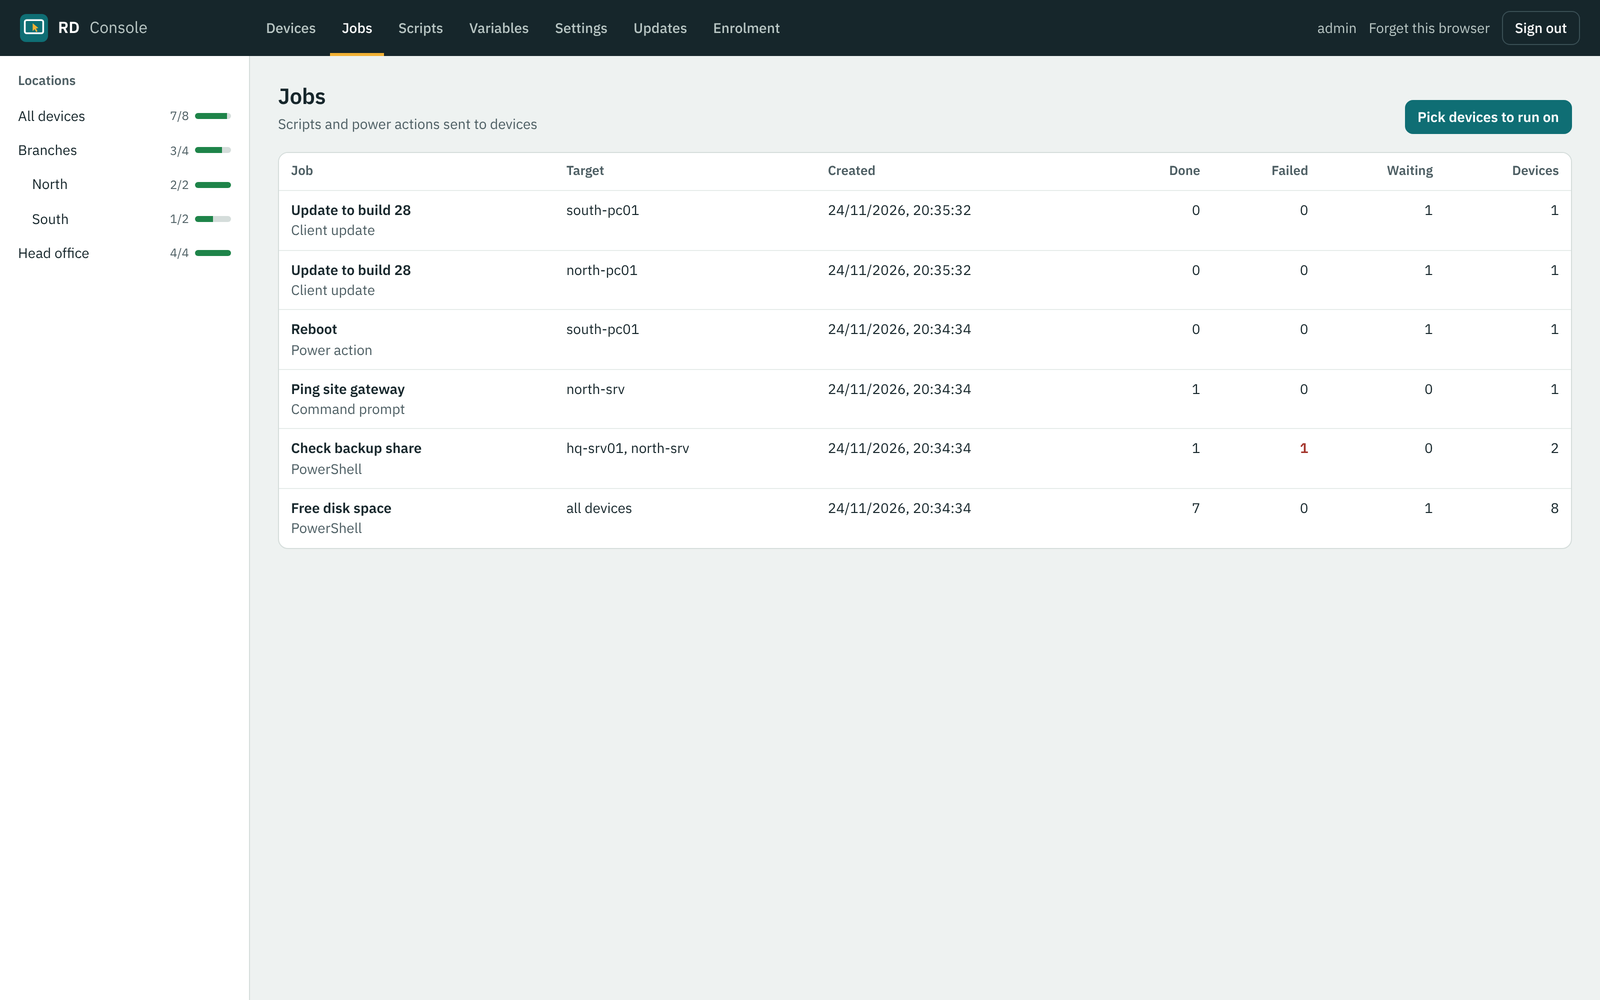 RD Console Devices Jobs Scripts Variables Settings Updates Enrolment admin Forget this browser Sign out
Locations
All devices 7/8
Branches 3/4
North 2/2
South 1/2
Head office 4/4
Jobs
Scripts and power actions sent to devices
Pick devices to run on
Job Target Created Done Failed Waiting Devices
Update to build 28 south-pc01 24/11/2026, 20:35:32 0 0 1 1
Client update
Update to build 28 north-pc01 24/11/2026, 20:35:32 0 0 1 1
Client update
Reboot south-pc01 24/11/2026, 20:34:34 0 0 1 1
Power action
Ping site gateway north-srv 24/11/2026, 20:34:34 1 0 0 1
Command prompt
Check backup share hq-srv01, north-srv 24/11/2026, 20:34:34 1 1 0 2
PowerShell
Free disk space all devices 24/11/2026, 20:34:34 7 0 1 8
PowerShell